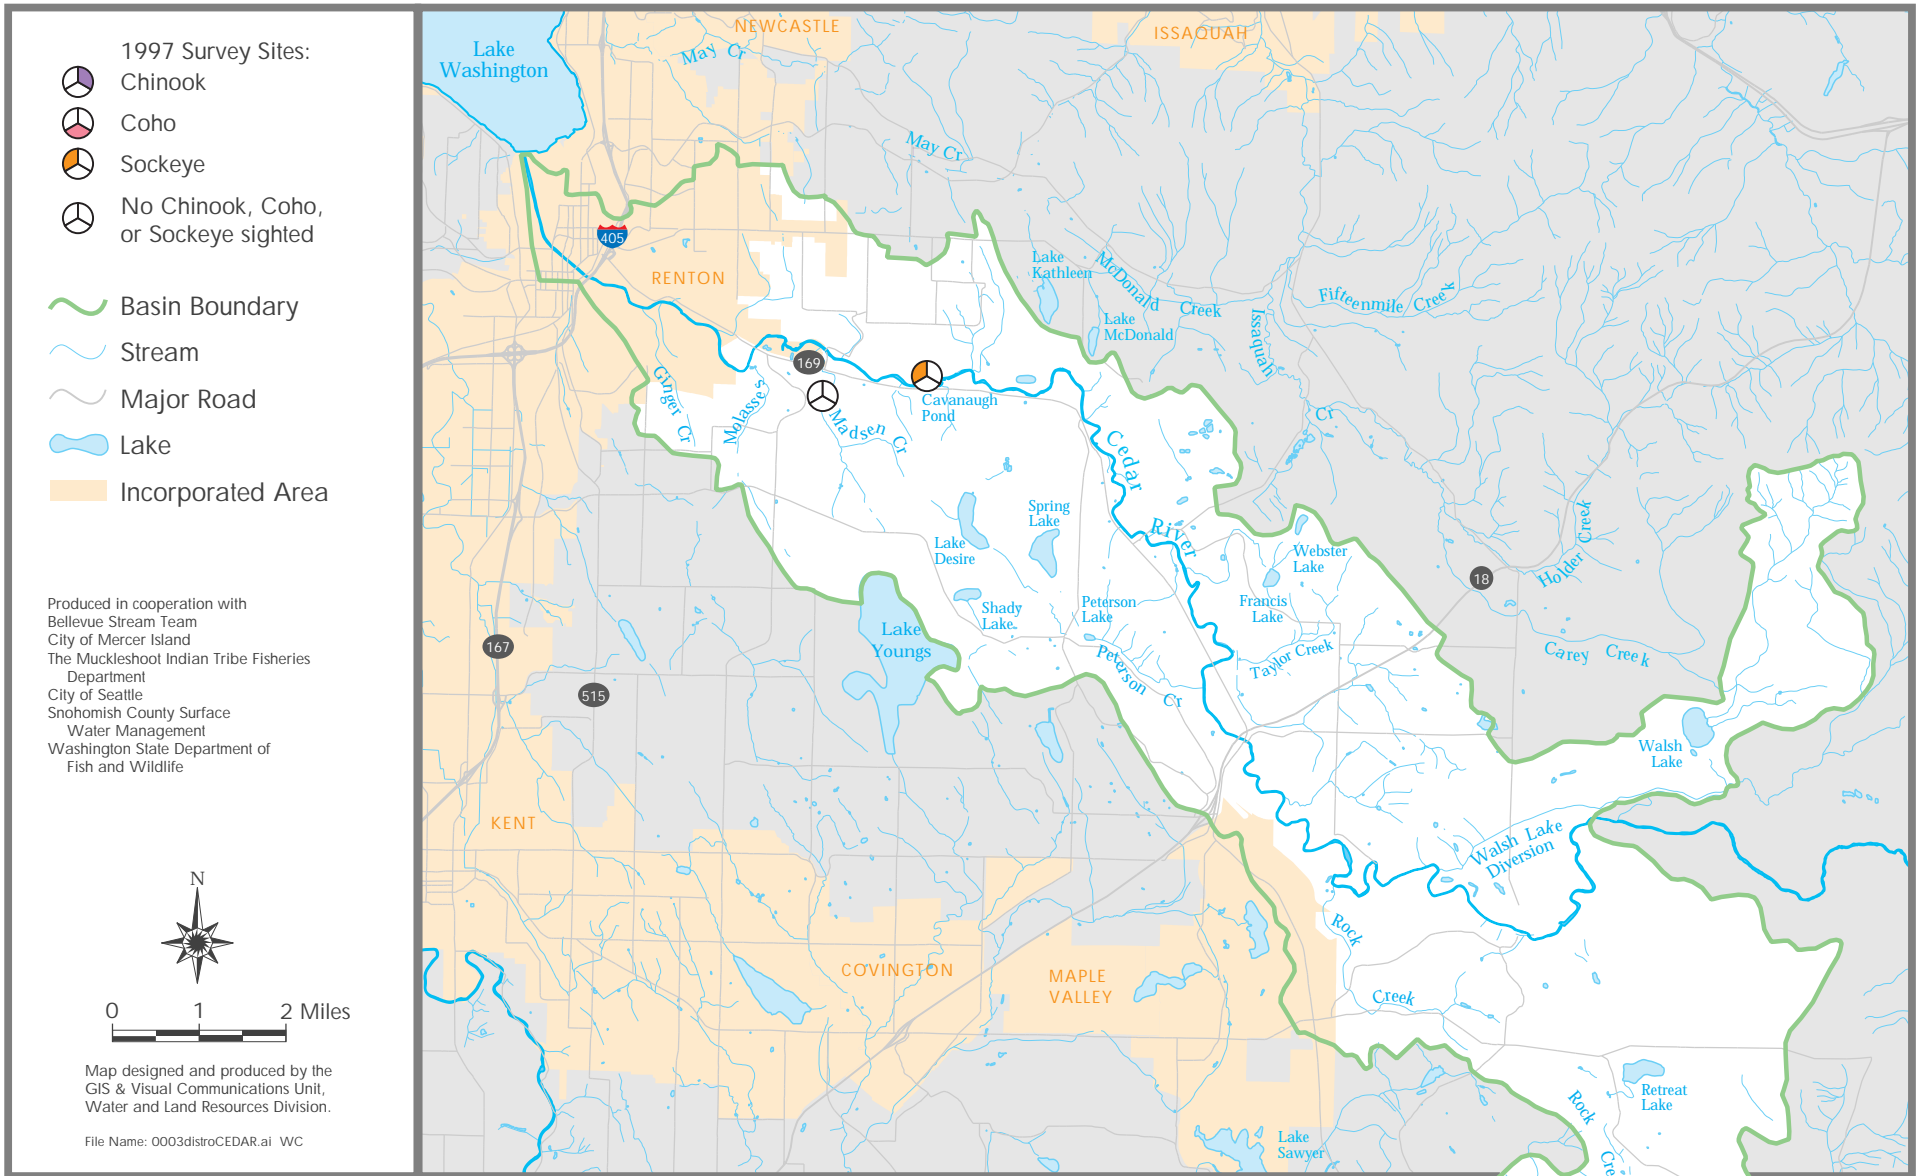 1997 Survey Sites:
Chinook
Coho
Sockeye
No Chinook, Coho,
or Sockeye sighted
Basin Boundary
Stream
Major Road
Lake
Incorporated Area
Produced in cooperation with
Bellevue Stream Team
City of Mercer Island
The Muckleshoot Indian Tribe Fisheries
Department
City of Seattle
Snohomish County Surface
Water Management
Washington State Department of
Fish and Wildlife
N
0 1 2 Miles
Map designed and produced by the
GIS & Visual Communications Unit,
Water and Land Resources Division.
File Name: 0003distroCEDAR.ai WC
Lake
Washington
NEWCASTLE
May Cr
ISSAQUAH
May Cr
405
RENTON
Lake
Kathleen
McDonald Creek
Lake
McDonald
Issaquah
Cr
Fifteenmile Creek
169
Ginger Cr
Molasses
Madsen Cr
Cavanaugh
Pond
Cedar
River
Spring
Lake
Lake
Desire
Shady
Lake
Peterson
Lake
Peterson Cr
Webster
Lake
Francis
Lake
Taylor Creek
18
Holder Creek
Carey Creek
Lake
Youngs
167
515
Walsh
Lake
Walsh Lake
Diversion
KENT
COVINGTON
MAPLE
VALLEY
Rock
Creek
Retreat
Lake
Rock
Cre
Lake
Sawyer